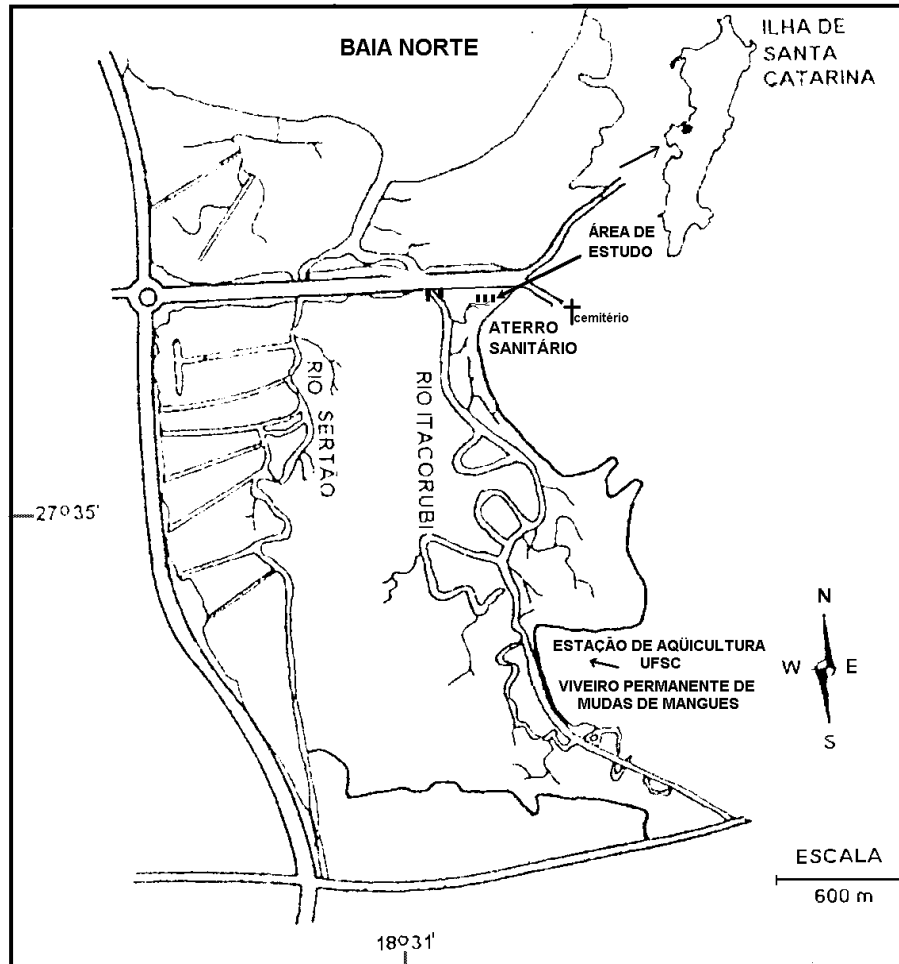 BAIA NORTE
ILHA DE
SANTA
CATARINA
ÁREA DE
ESTUDO
cemitério
ATERRO
SANITÁRIO
RIO SERTÃO
RIO ITACORUBI
27º35'
N
W E
S
ESTAÇÃO DE AQÜICULTURA
UFSC
VIVEIRO PERMANENTE DE
MUDAS DE MANGUES
ESCALA
600 m
18º31'